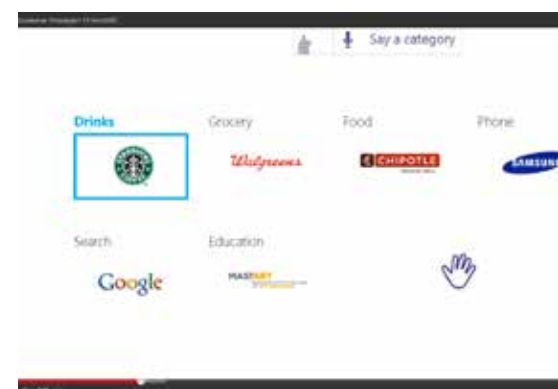 Say a category
Drinks Grocery Food Phone
Walgreens CHIPOTLE SAMSUNG
Search Education
Google